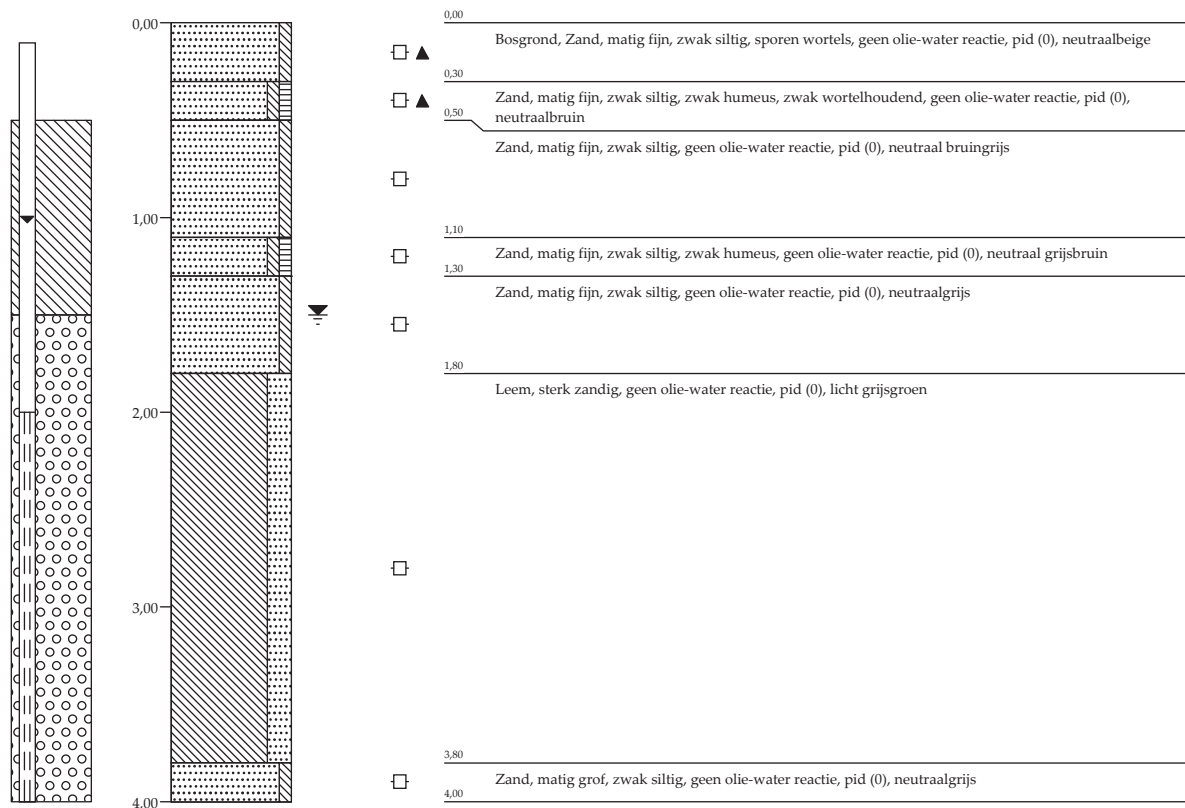 0,00
0,00
Bosgrond, Zand, matig fijn, zwak siltig, sporen wortels, geen olie-water reactie, pid (0), neutraalbeige
0,30
Zand, matig fijn, zwak siltig, zwak humeus, zwak wortelhoudend, geen olie-water reactie, pid (0),
neutraalbruin
0,50
Zand, matig fijn, zwak siltig, geen olie-water reactie, pid (0), neutraal bruingrijs
1,00
1,10
Zand, matig fijn, zwak siltig, zwak humeus, geen olie-water reactie, pid (0), neutraal grijsbruin
1,30
Zand, matig fijn, zwak siltig, geen olie-water reactie, pid (0), neutraalgrijs
1,80
Leem, sterk zandig, geen olie-water reactie, pid (0), licht grijsgroen
2,00
3,00
3,80
Zand, matig grof, zwak siltig, geen olie-water reactie, pid (0), neutraalgrijs
4,00
4,00